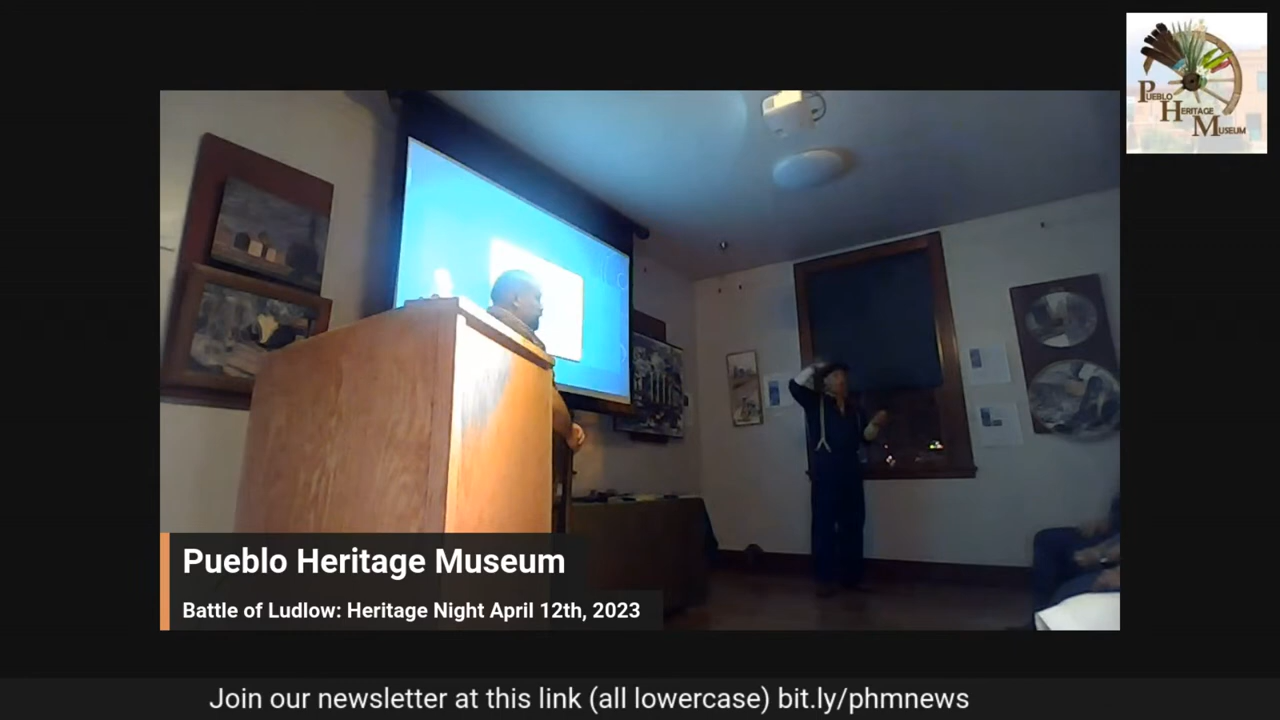 Pueblo
Heritage
Museum
Pueblo Heritage Museum
Battle of Ludlow: Heritage Night April 12th, 2023
Join our newsletter at this link (all lowercase) bit.ly/phmnews